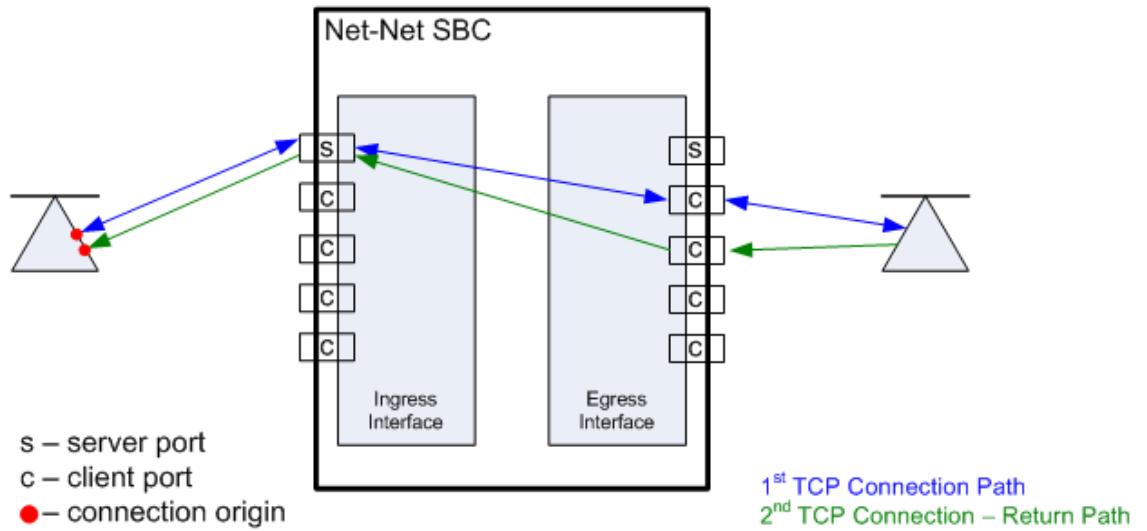 Net-Net SBC
S
C
C
C
C
S
C
C
C
C
Ingress
Interface
Egress
Interface
s – server port
c – client port
– connection origin
1st TCP Connection Path
2nd TCP Connection – Return Path